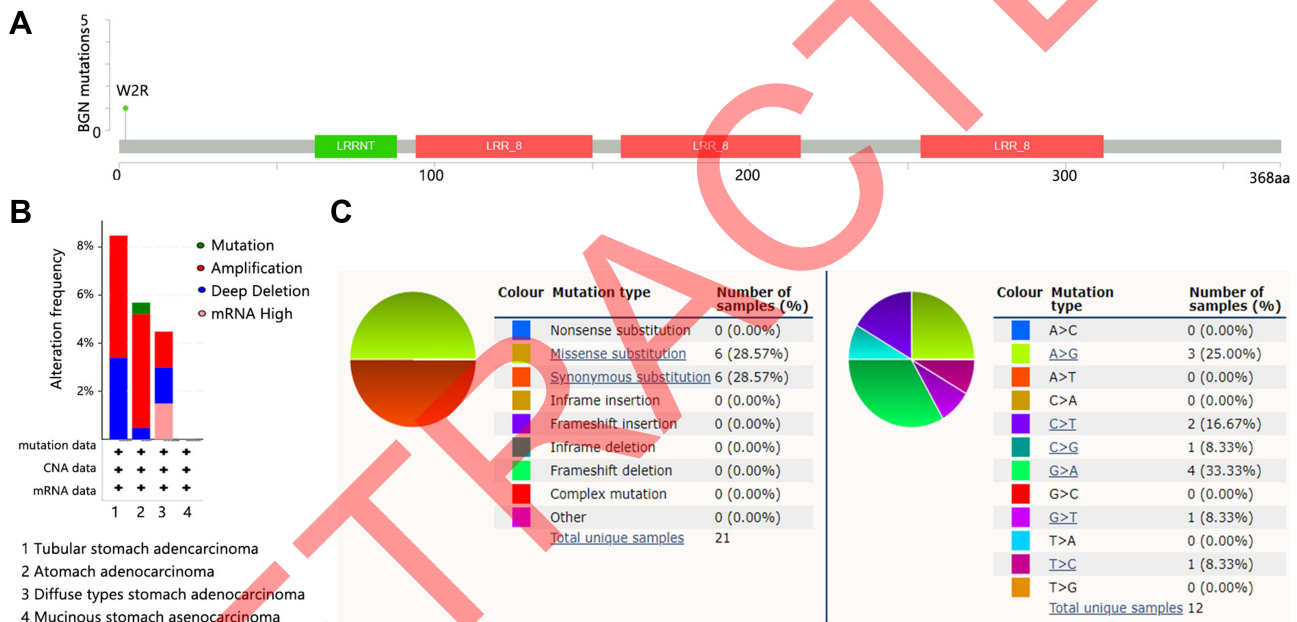 A
BGN mutations
5
0
W2R
LRRNT
LRR_8
LRR_8
LRR_8
0
100
200
300
368aa
B
Alteration frequency
8%
6%
4%
2%
Mutation
Amplification
Deep Deletion
mRNA High
mutation data + + + +
CNA data + + + +
mRNA data + + + +
1 2 3 4
1 Tubular stomach adencarcinoma
2 Atomach adenocarcinoma
3 Diffuse types stomach adenocarcinoma
4 Mucinous stomach asenocarcinoma
C
Colour Mutation type Number of samples (%)
Nonsense substitution 0 (0.00%)
Missense substitution 6 (28.57%)
Synonymous substitution 6 (28.57%)
Inframe insertion 0 (0.00%)
Frameshift insertion 0 (0.00%)
Inframe deletion 0 (0.00%)
Frameshift deletion 0 (0.00%)
Complex mutation 0 (0.00%)
Other 0 (0.00%)
Total unique samples 21
Colour Mutation type Number of samples (%)
A>C 0 (0.00%)
A>G 3 (25.00%)
A>T 0 (0.00%)
C>A 0 (0.00%)
C>T 2 (16.67%)
C>G 1 (8.33%)
G>A 4 (33.33%)
G>C 0 (0.00%)
G>T 1 (8.33%)
T>A 0 (0.00%)
T>C 1 (8.33%)
T>G 0 (0.00%)
Total unique samples 12
TRACTE